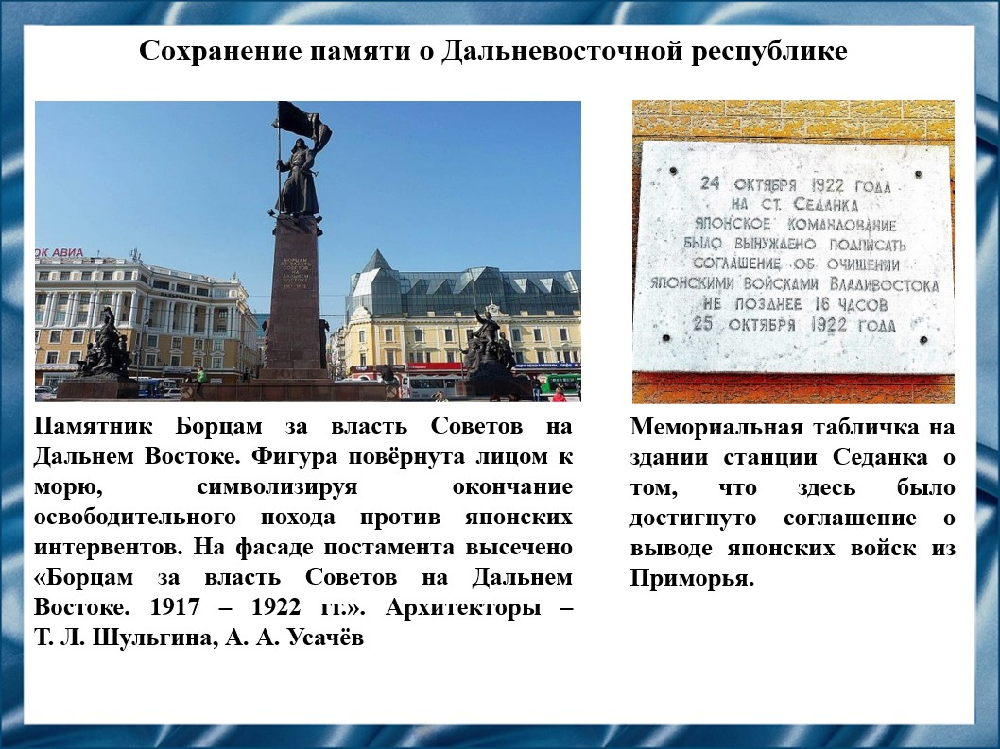 Сохранение памяти о Дальневосточной республике
ОК АВИА
БОРЦАМ
ЗА ВЛАСТЬ
СОВЕТОВ
НА
ДАЛЬНЕМ
ВОСТОКЕ
24 ОКТЯБРЯ 1922 ГОДА
НА СТ. СЕДАНКА
ЯПОНСКОЕ КОМАНДОВАНИЕ
БЫЛО ВЫНУЖДЕНО ПОДПИСАТЬ
СОГЛАШЕНИЕ ОБ ОЧИЩЕНИИ
ЯПОНСКИМИ ВОЙСКАМИ ВЛАДИВОСТОКА
НЕ ПОЗДНЕЕ 16 ЧАСОВ
25 ОКТЯБРЯ 1922 ГОДА
Памятник Борцам за власть Советов на
Дальнем Востоке. Фигура повёрнута лицом к
морю, символизируя окончание
освободительного похода против японских
интервентов. На фасаде постамента высечено
«Борцам за власть Советов на Дальнем
Востоке. 1917 – 1922 гг.». Архитекторы –
Т. Л. Шульгина, А. А. Усачёв
Мемориальная табличка на
здании станции Седанка о
том, что здесь было
достигнуто соглашение о
выводе японских войск из
Приморья.